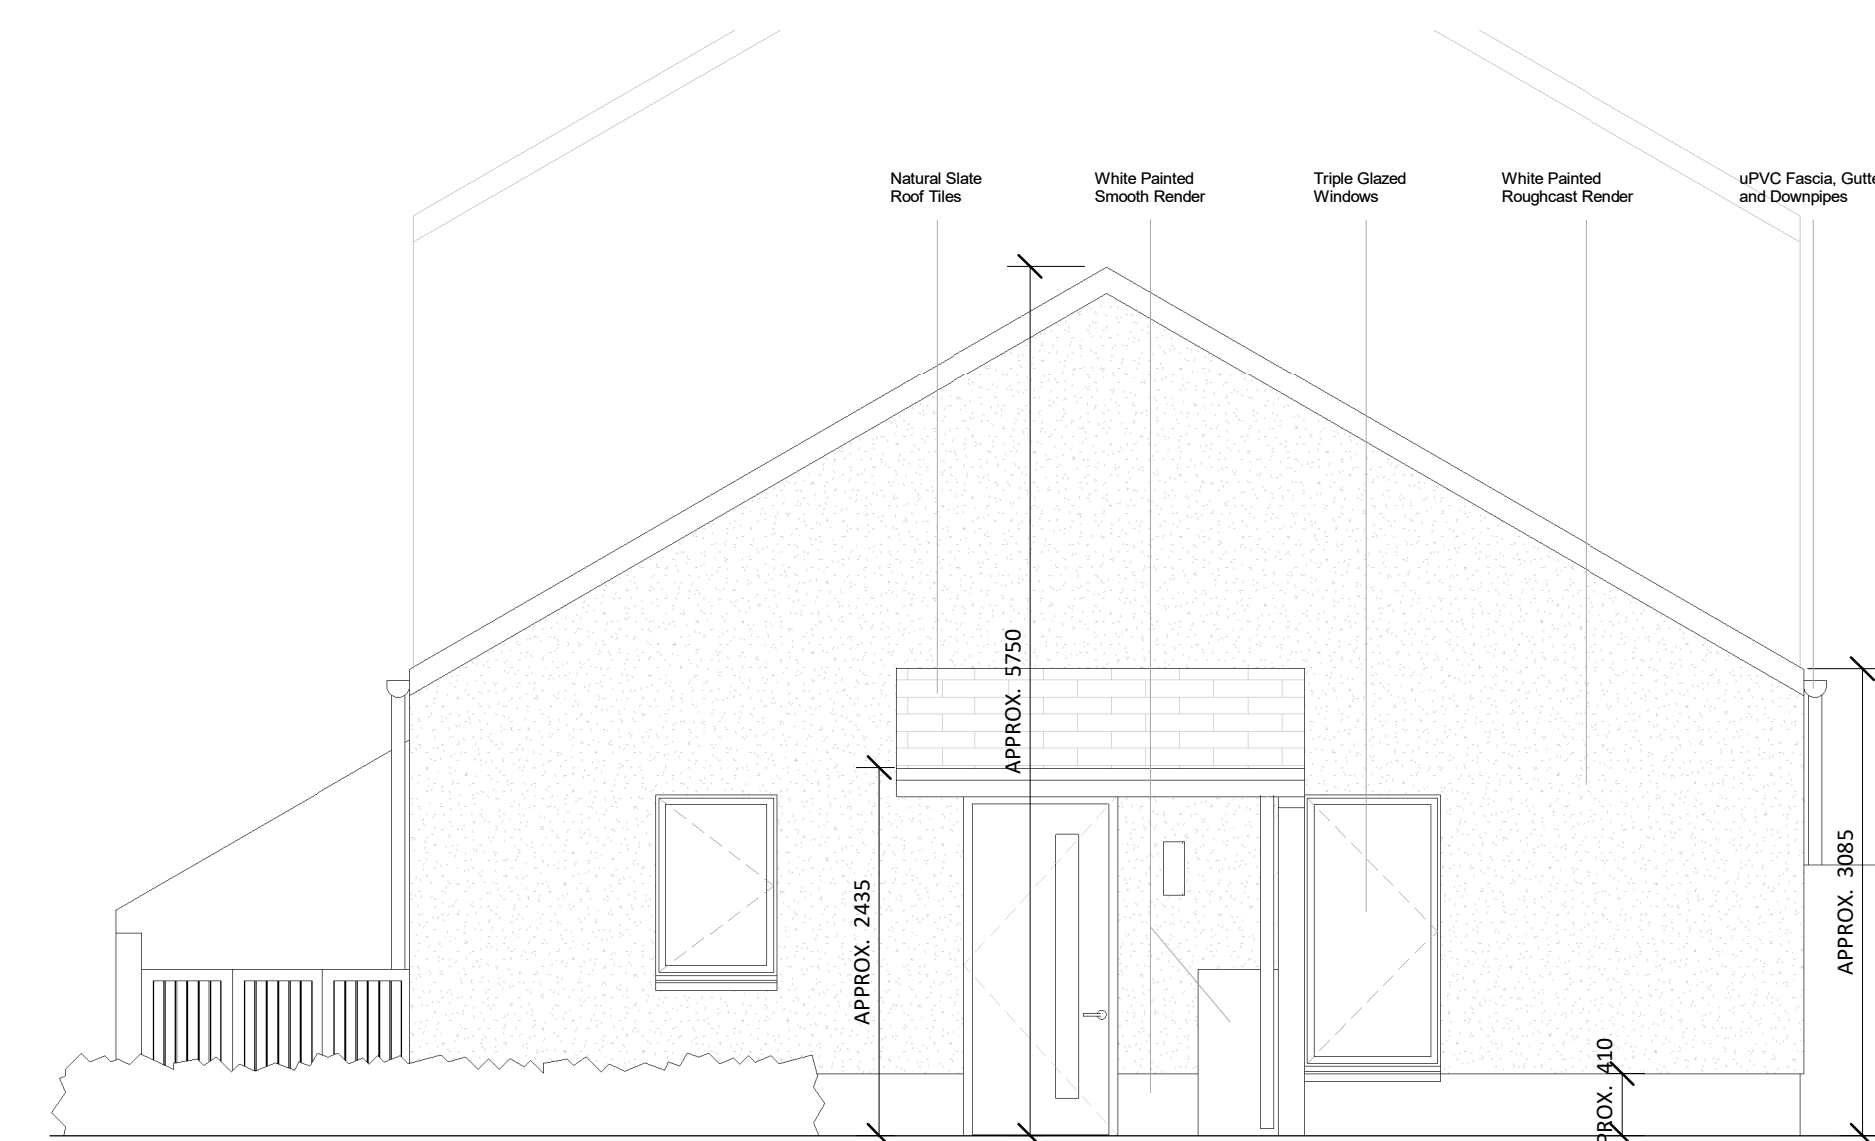 Natural Slate
Roof Tiles
White Painted
Smooth Render
Triple Glazed
Windows
White Painted
Roughcast Render
uPVC Fascia,
and Downpipes
APPROX. 5750
APPROX. 2435
APPROX. 3085
410